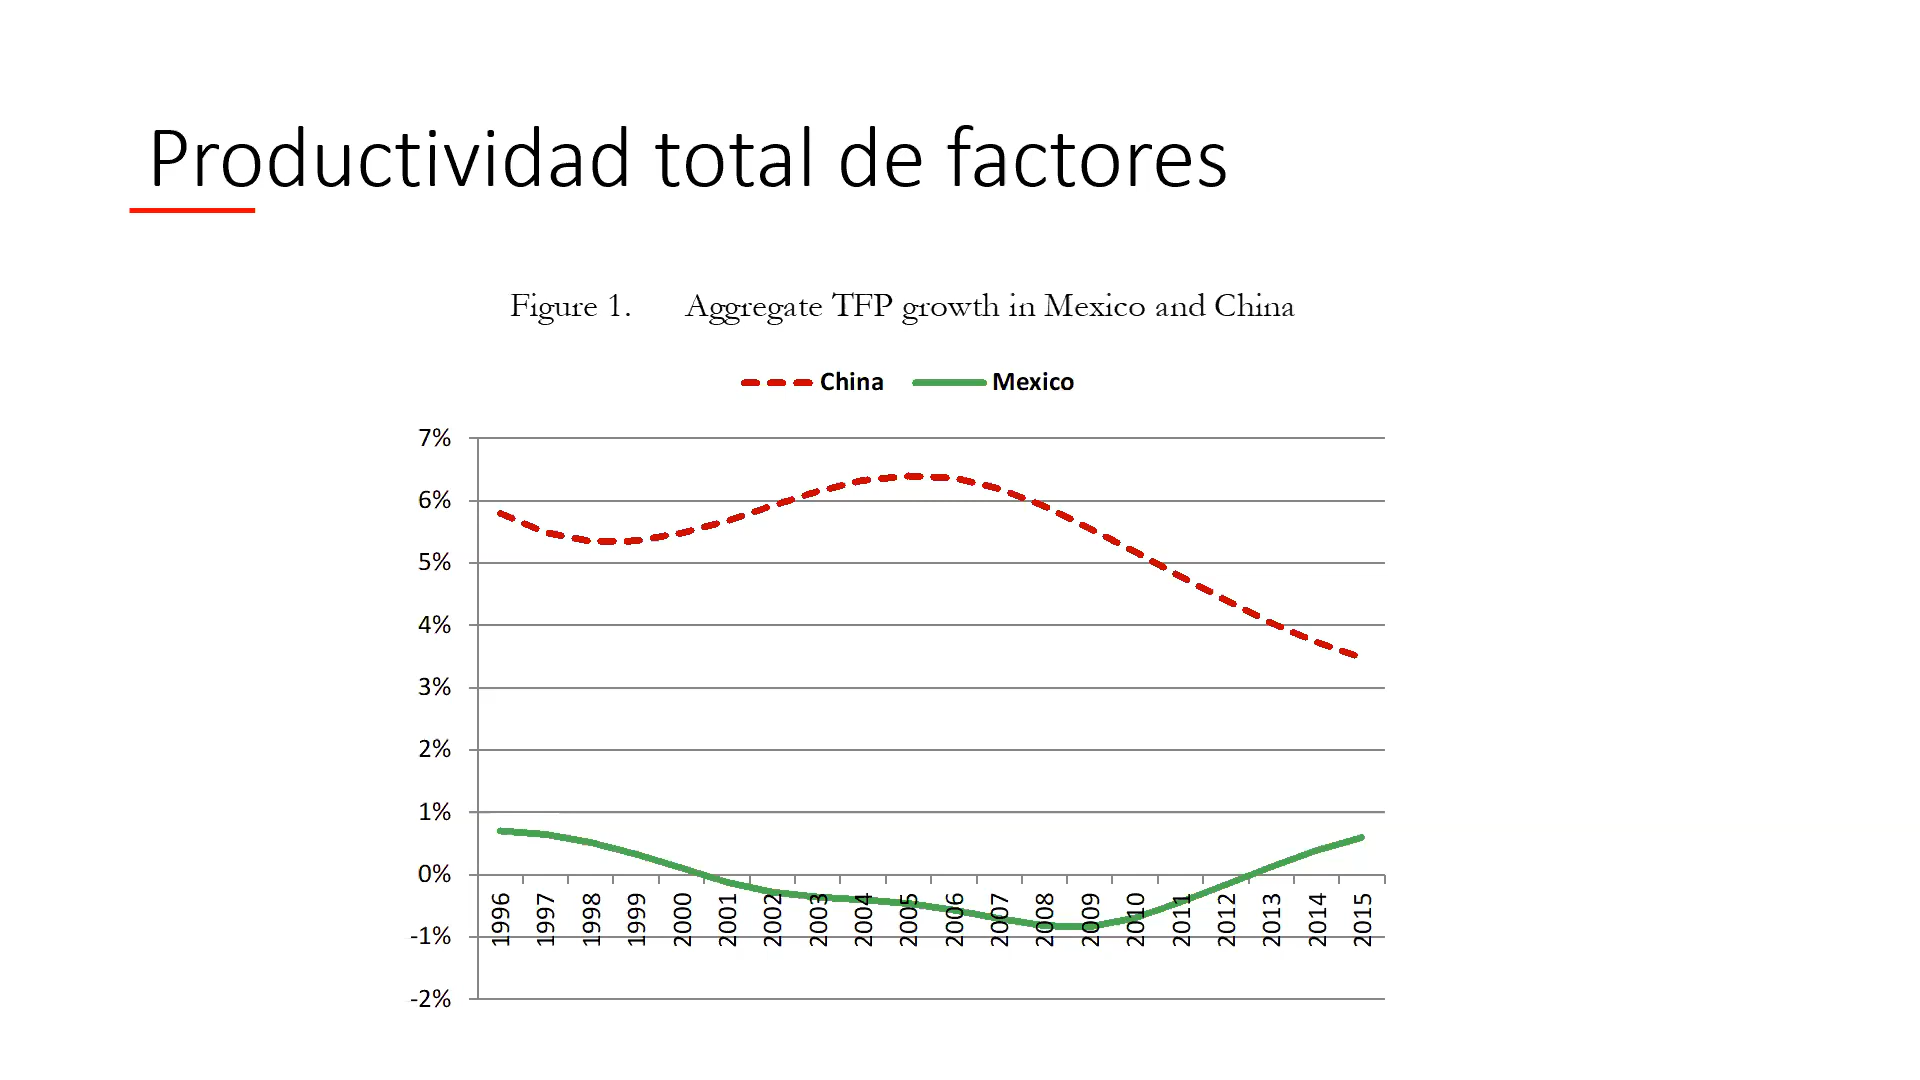 Productividad total de factores
Figure 1. Aggregate TFP growth in Mexico and China
China Mexico
7%
6%
5%
4%
3%
2%
1%
0%
-1%
-2%
1996 1997 1998 1999 2000 2001 2002 2003 2004 2005 2006 2007 2008 2009 2010 2011 2012 2013 2014 2015